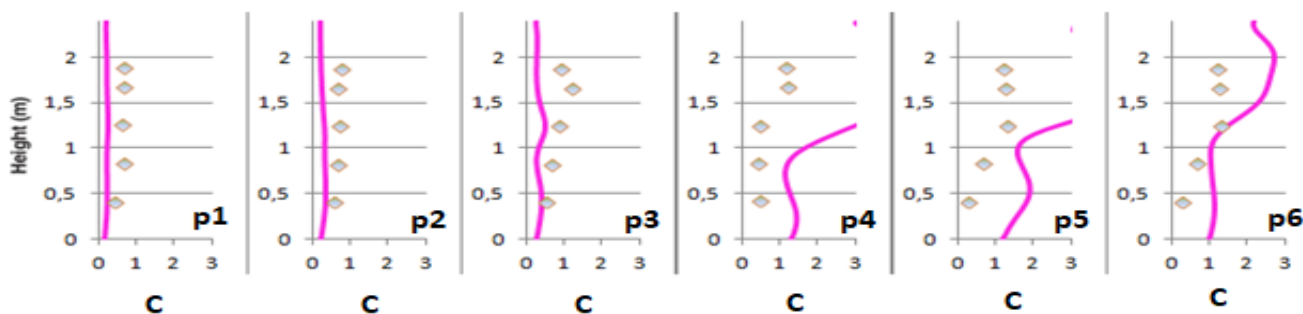 Height (m)
2 2 2 2 2 2
1,5 1,5 1,5 1,5 1,5 1,5
1 1 1 1 1 1
0,5 0,5 0,5 0,5 0,5 0,5
p1 p2 p3 p4 p5 p6
0 0 0 0 0 0
0 1 2 3 0 1 2 3 0 1 2 3 0 1 2 3 0 1 2 3 0 1 2 3
C C C C C C